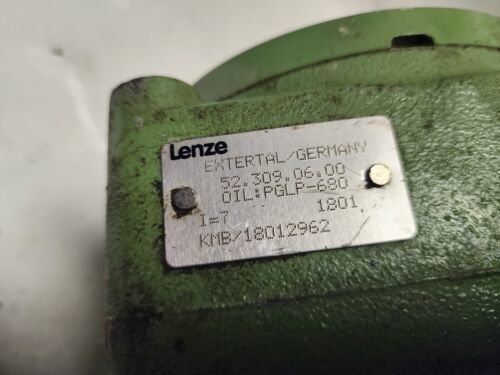 Lenze
EXTERTAL/GERMANY
52.309.06.00
OIL:PGLP-680
I=7 1801
KMB/18012962